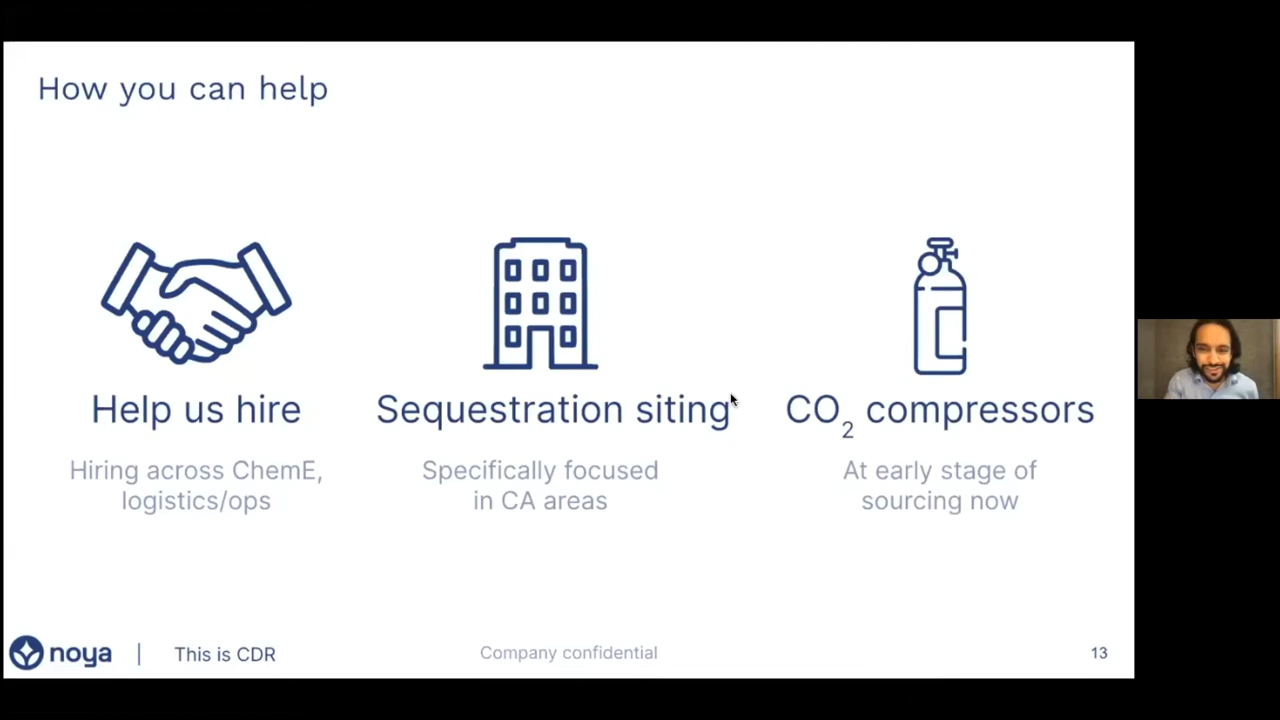 How you can help
Help us hire
Hiring across ChemE,
logistics/ops
Sequestration siting
Specifically focused
in CA areas
CO₂ compressors
At early stage of
sourcing now
noya | This is CDR
Company confidential
13